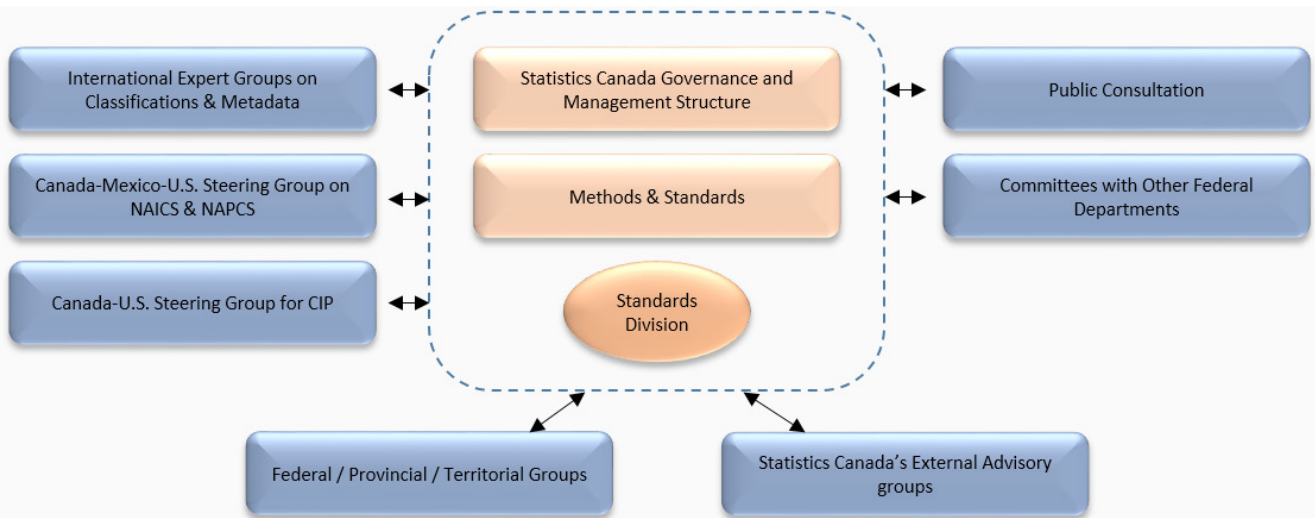 International Expert Groups on
Classifications & Metadata
Canada-Mexico-U.S. Steering Group on
NAICS & NAPCS
Canada-U.S. Steering Group for CIP
Statistics Canada Governance and
Management Structure
Methods & Standards
Standards
Division
Public Consultation
Committees with Other Federal
Departments
Federal / Provincial / Territorial Groups
Statistics Canada’s External Advisory
groups